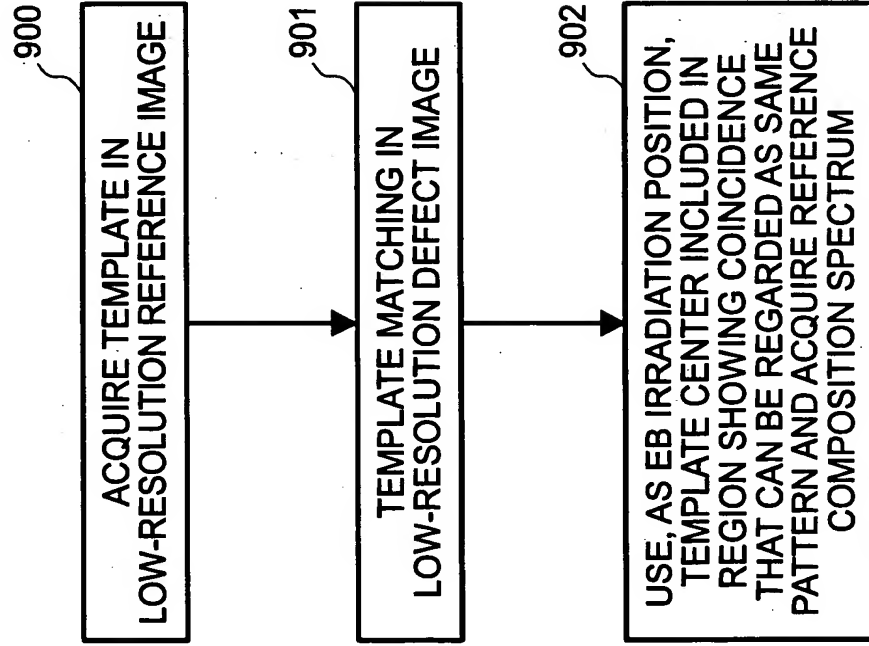 900
ACQUIRE TEMPLATE IN
LOW-RESOLUTION REFERENCE IMAGE
901
TEMPLATE MATCHING IN
LOW-RESOLUTION DEFECT IMAGE
902
USE, AS EB IRRADIATION POSITION,
TEMPLATE CENTER INCLUDED IN
REGION SHOWING COINCIDENCE
THAT CAN BE REGARDED AS SAME
PATTERN AND ACQUIRE REFERENCE
COMPOSITION SPECTRUM